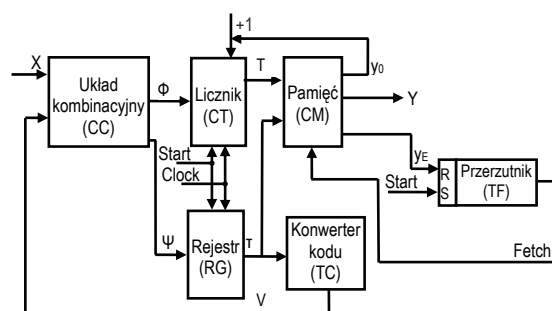 +1
X
Układ
kombinacyjny
(CC)
Φ
Licznik
(CT)
T
Pamięć
(CM)
y0
Y
Start
Clock
yE
Start
R
S
Przerzutnik
(TF)
Ψ
Rejestr
(RG)
τ
V
Konwerter
kodu
(TC)
Fetch